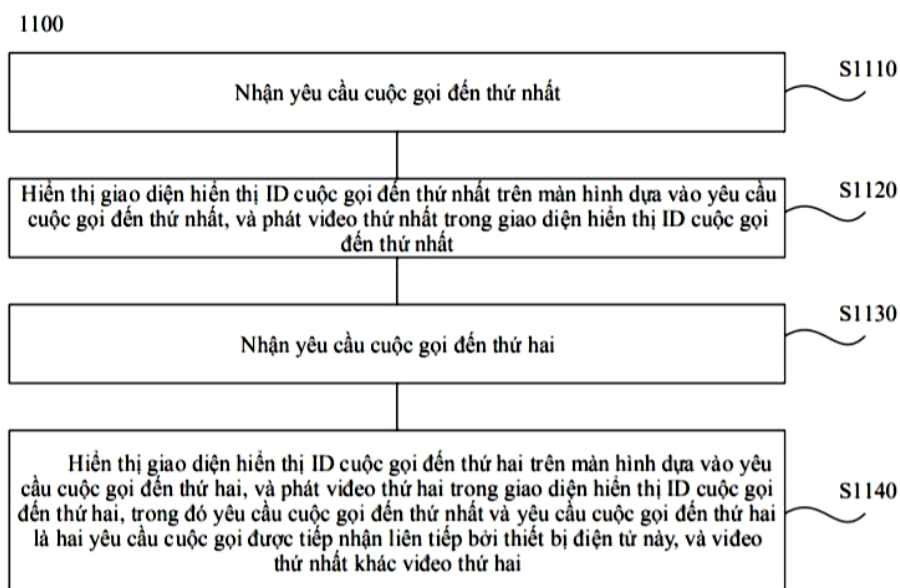 1100
Nhận yêu cầu cuộc gọi đến thứ nhất
S1110
Hiển thị giao diện hiển thị ID cuộc gọi đến thứ nhất trên màn hình dựa vào yêu cầu
cuộc gọi đến thứ nhất, và phát video thứ nhất trong giao diện hiển thị ID cuộc gọi
đến thứ nhất
S1120
Nhận yêu cầu cuộc gọi đến thứ hai
S1130
Hiển thị giao diện hiển thị ID cuộc gọi đến thứ hai trên màn hình dựa vào yêu
cầu cuộc gọi đến thứ hai, và phát video thứ hai trong giao diện hiển thị ID cuộc gọi
đến thứ hai, trong đó yêu cầu cuộc gọi đến thứ nhất và yêu cầu cuộc gọi đến thứ hai
là hai yêu cầu cuộc gọi được tiếp nhận liên tiếp bởi thiết bị điện tử này, và video
thứ nhất khác video thứ hai
S1140